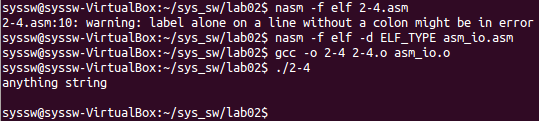 syssw@syssw-VirtualBox:~/sys_sw/lab02$ nasm -f elf 2-4.asm
2-4.asm:10: warning: label alone on a line without a colon might be in error
syssw@syssw-VirtualBox:~/sys_sw/lab02$ nasm -f elf -d ELF_TYPE asm_io.asm
syssw@syssw-VirtualBox:~/sys_sw/lab02$ gcc -o 2-4 2-4.o asm_io.o
syssw@syssw-VirtualBox:~/sys_sw/lab02$ ./2-4
anything string
syssw@syssw-VirtualBox:~/sys_sw/lab02$